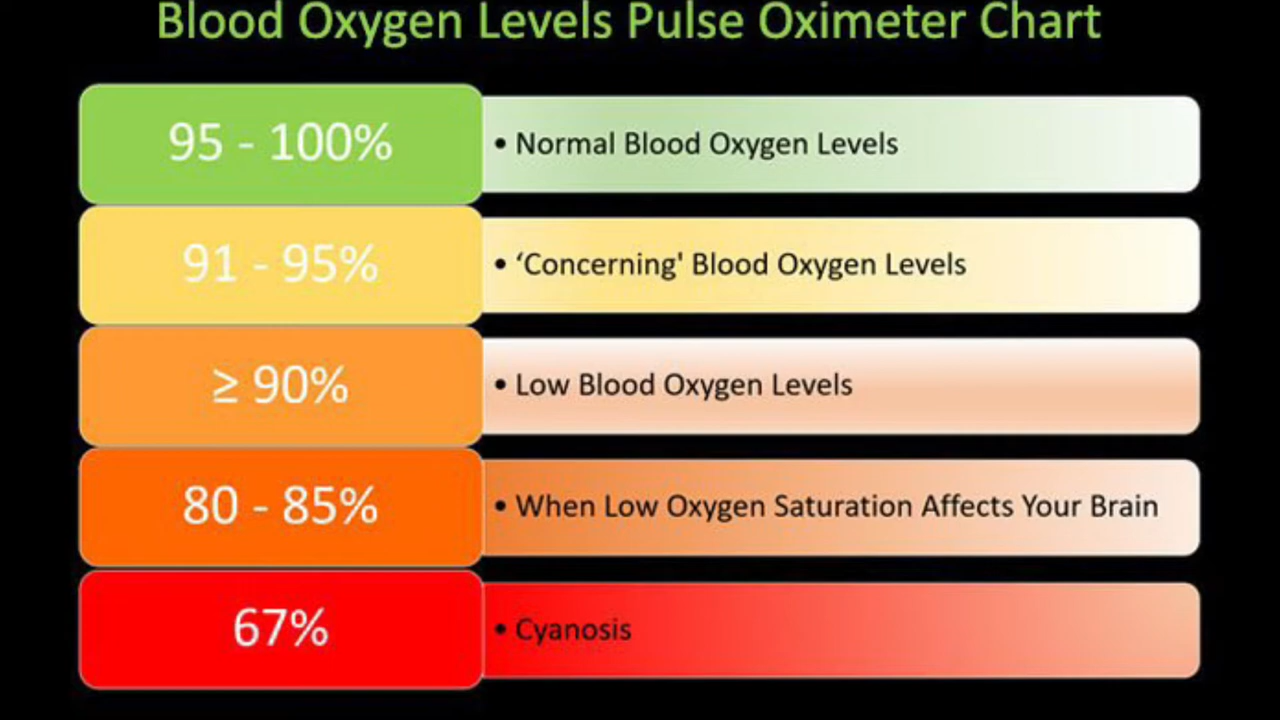 Blood Oxygen Levels Pulse Oximeter Chart
95 - 100%
• Normal Blood Oxygen Levels
91 - 95%
• ‘Concerning' Blood Oxygen Levels
≥ 90%
• Low Blood Oxygen Levels
80 - 85%
• When Low Oxygen Saturation Affects Your Brain
67%
• Cyanosis